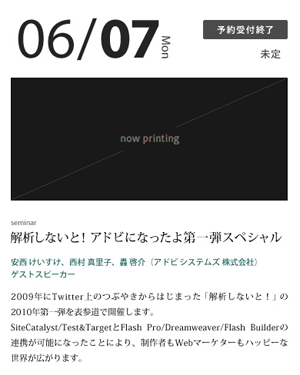 06/07 Mon
予約受付終了
未定
now printing
seminar
解析しないと! アドビになったよ第一弾スペシャル
安西 けいすけ、西村 真里子、轟 啓介（アドビ システムズ 株式会社）
ゲストスピーカー
2009年にTwitter上のつぶやきからはじまった「解析しないと！」の
2010年第一弾を表参道で開催します。
SiteCatalyst/Test&TargetとFlash Pro/Dreamweaver/Flash Builderの
連携が可能になったことにより、制作者もWebマーケターもハッピーな
世界が広がります。